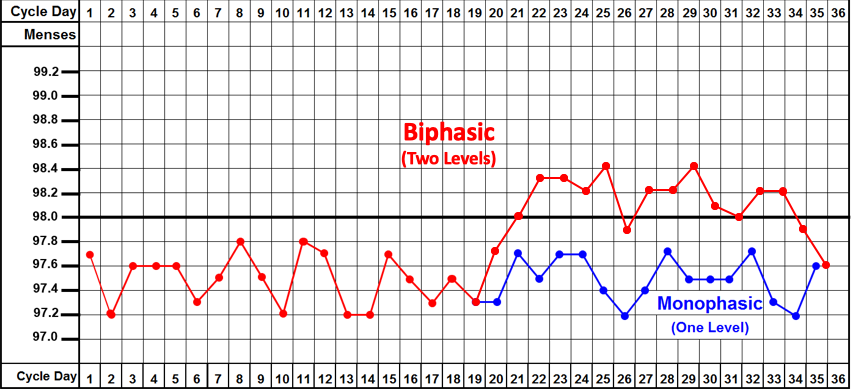 Cycle Day 1 2 3 4 5 6 7 8 9 10 11 12 13 14 15 16 17 18 19 20 21 22 23 24 25 26 27 28 29 30 31 32 33 34 35 36
Menses
99.2
99.0
98.8
98.6
98.4
98.2
98.0
97.8
97.6
97.4
97.2
97.0
Biphasic
(Two Levels)
Monophasic
(One Level)
Cycle Day 1 2 3 4 5 6 7 8 9 10 11 12 13 14 15 16 17 18 19 20 21 22 23 24 25 26 27 28 29 30 31 32 33 34 35 36